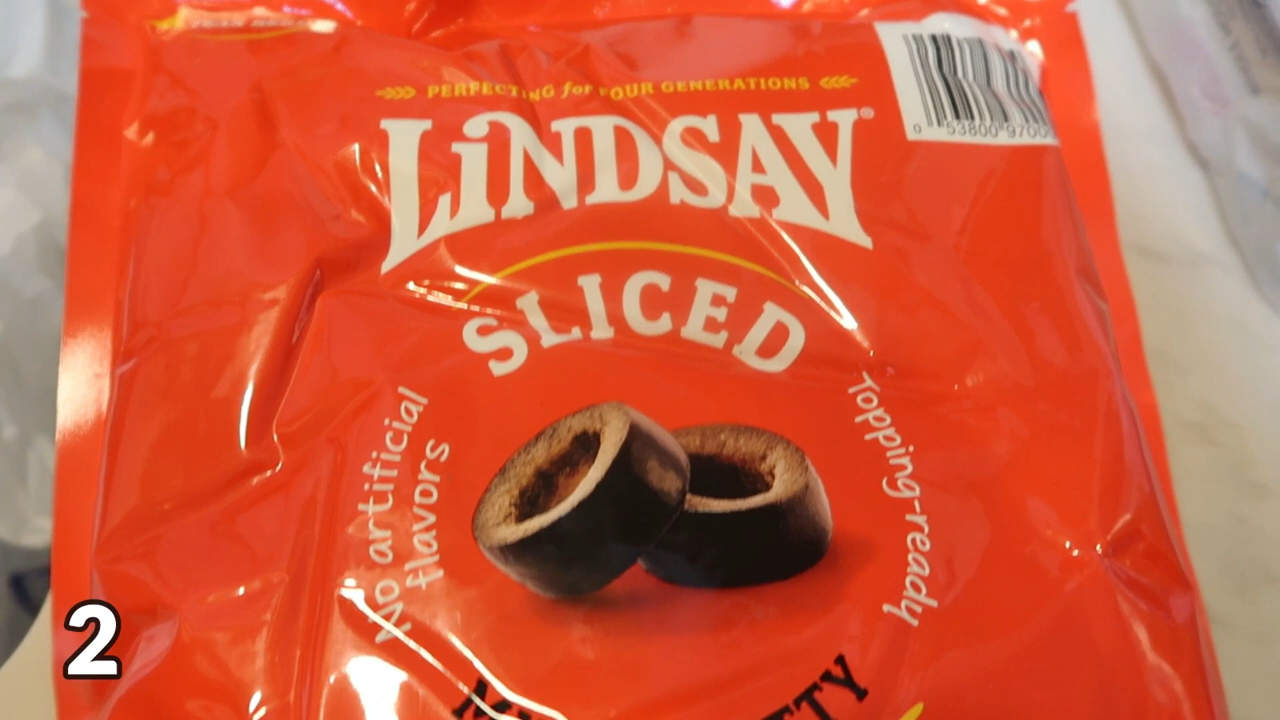 PERFECTING for FOUR GENERATIONS
LiNDSAY®
SLICED
No artificial
flavors
Topping-ready
0 53800 9700
2